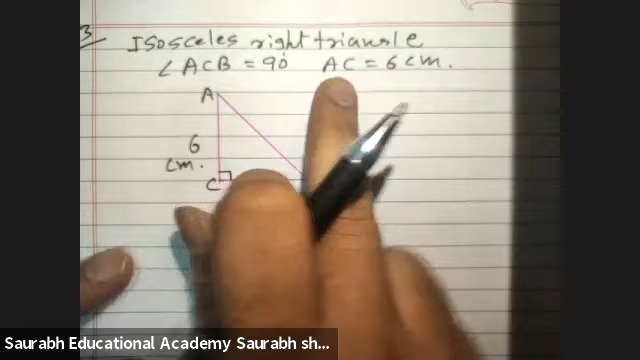 3
Isosceles right triangle
∠ ACB = 90° AC = 6 cm.
A
6
cm.
C
Saurabh Educational Academy Saurabh sh...